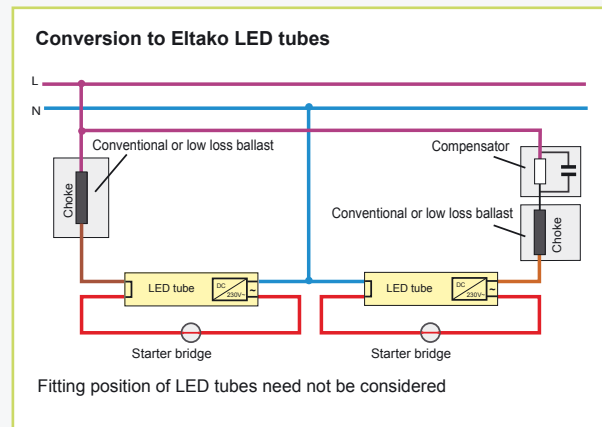 Conversion to Eltako LED tubes
L
N
Conventional or low loss ballast
Compensator
Choke
Conventional or low loss ballast
Choke
LED tube
DC
230V~
~
LED tube
DC
230V~
~
Starter bridge
Starter bridge
Fitting position of LED tubes need not be considered